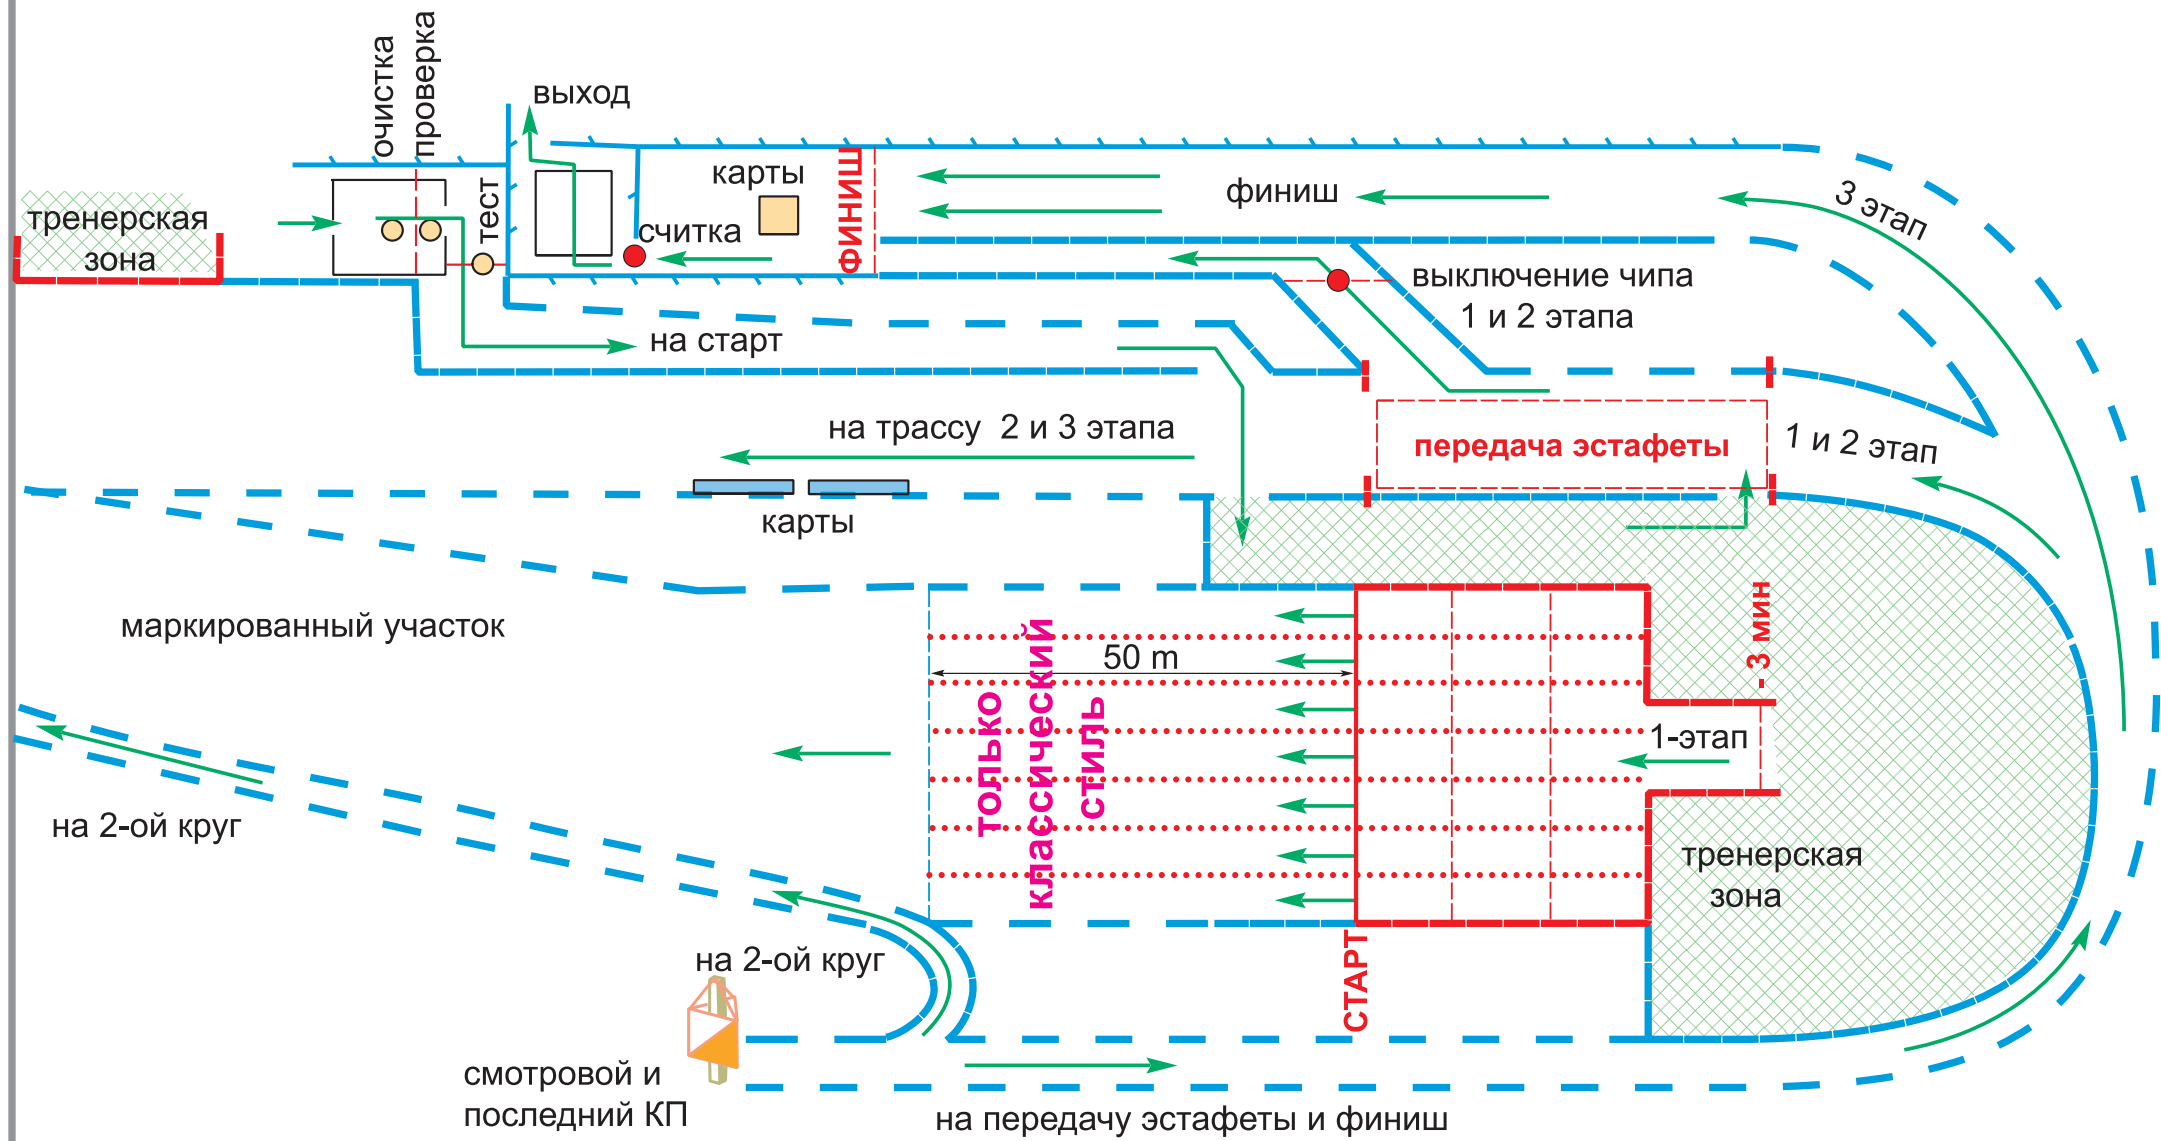 очистка
проверка
выход
тест
карты
считка
ФИНИШ
финиш
3 этап
тренерская
зона
выключение чипа
1 и 2 этапа
на старт
на трассу  2 и 3 этапа
передача эстафеты
1 и 2 этап
карты
маркированный участок
только
классический
стиль
50 m
- 3 мин
1-этап
на 2-ой круг
тренерская
зона
на 2-ой круг
СТАРТ
смотровой и
последний КП
на передачу эстафеты и финиш